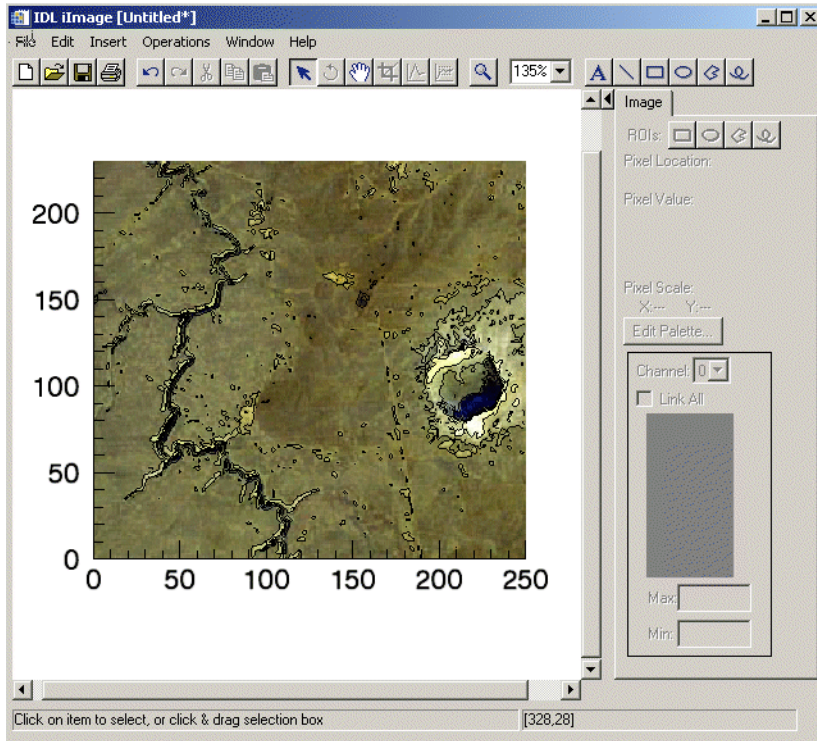 IDL iImage [Untitled*]
File Edit Insert Operations Window Help
135%
Image
ROIs:
Pixel Location:
Pixel Value:
Pixel Scale:
X:--- Y:---
Edit Palette...
Channel: 0
Link All
Max:
Min:
200
150
100
50
0
0 50 100 150 200 250
Click on item to select, or click & drag selection box [328,28]